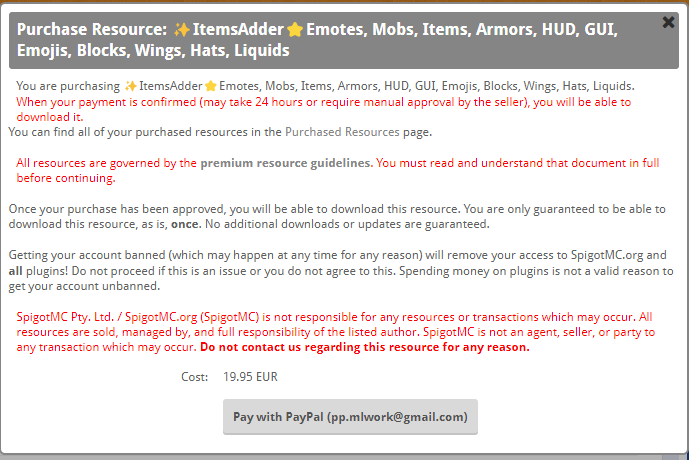 Purchase Resource: ✨ItemsAdder⭐Emotes, Mobs, Items, Armors, HUD, GUI,
Emojis, Blocks, Wings, Hats, Liquids
You are purchasing ✨ItemsAdder⭐Emotes, Mobs, Items, Armors, HUD, GUI, Emojis, Blocks, Wings, Hats, Liquids.
When your payment is confirmed (may take 24 hours or require manual approval by the seller), you will be able to
download it.
You can find all of your purchased resources in the Purchased Resources page.
All resources are governed by the premium resource guidelines. You must read and understand that document in full
before continuing.
Once your purchase has been approved, you will be able to download this resource. You are only guaranteed to be able to
download this resource, as is, once. No additional downloads or updates are guaranteed.
Getting your account banned (which may happen at any time for any reason) will remove your access to SpigotMC.org and
all plugins! Do not proceed if this is an issue or you do not agree to this. Spending money on plugins is not a valid reason to
get your account unbanned.
SpigotMC Pty. Ltd. / SpigotMC.org (SpigotMC) is not responsible for any resources or transactions which may occur. All
resources are sold, managed by, and full responsibility of the listed author. SpigotMC is not an agent, seller, or party to
any transaction which may occur. Do not contact us regarding this resource for any reason.
Cost: 19.95 EUR
Pay with PayPal (pp.mlwork@gmail.com)